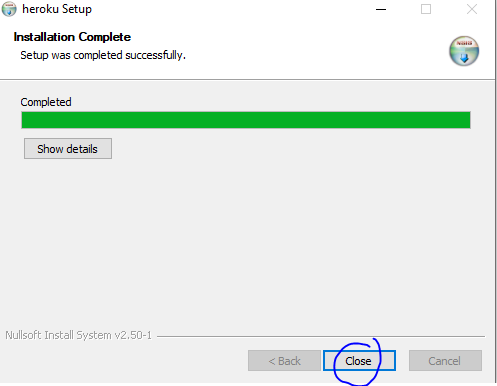 heroku Setup
Installation Complete
Setup was completed successfully.
Completed
Show details
Nullsoft Install System v2.50-1
< Back
Close
Cancel